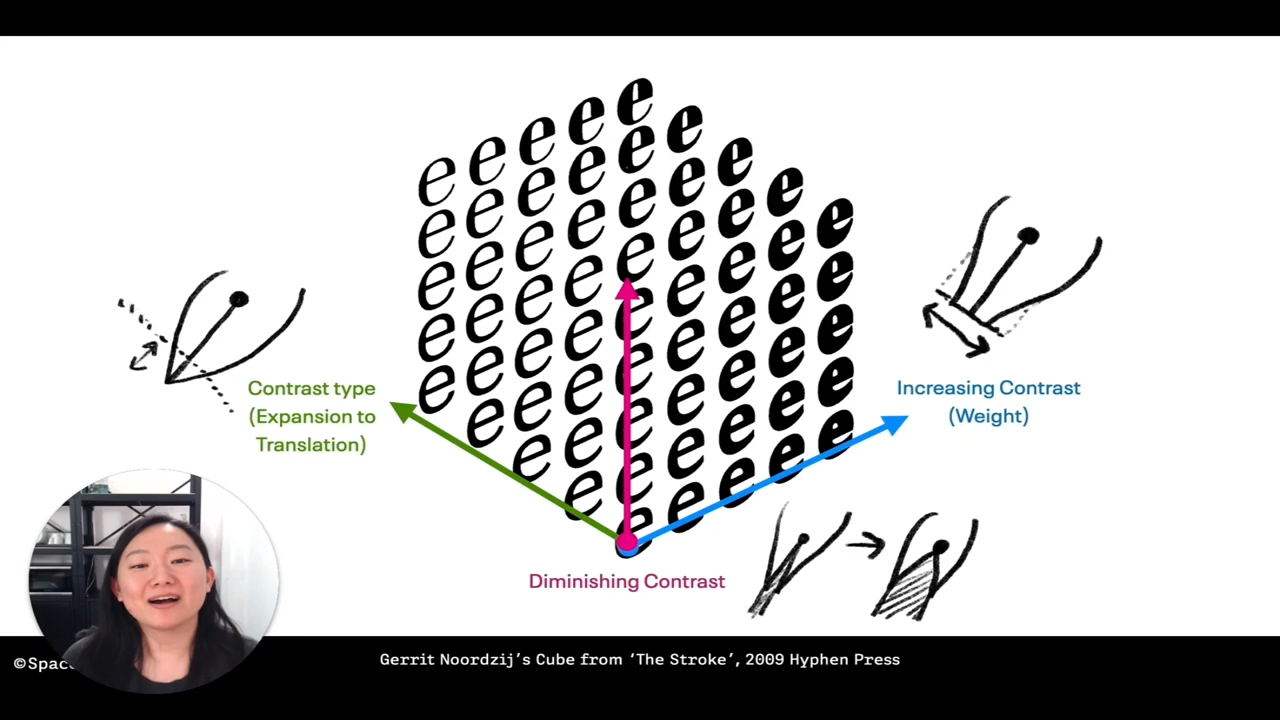 Contrast type
(Expansion to
Translation)
Increasing Contrast
(Weight)
Diminishing Contrast
e e e e e e e e e
e e e e e e e e e
e e e e e e e e e
e e e e e e e e e
e e e e e e e e e
e e e e e e e
e e e e e
e e e
e
Gerrit Noordzij’s Cube from ‘The Stroke’, 2009 Hyphen Press